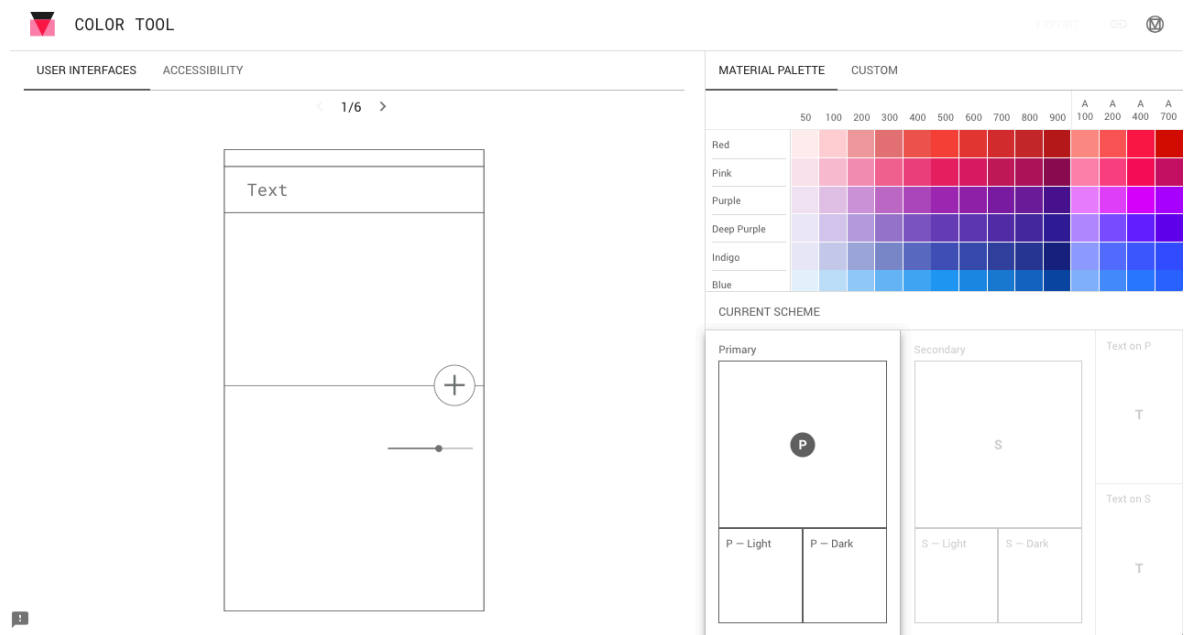 COLOR TOOL
EXPORT
USER INTERFACES
ACCESSIBILITY
1/6
Text
MATERIAL PALETTE
CUSTOM
50 100 200 300 400 500 600 700 800 900 A 100 A 200 A 400 A 700
Red
Pink
Purple
Deep Purple
Indigo
Blue
CURRENT SCHEME
Primary
P
P — Light
P — Dark
Secondary
S
S — Light
S — Dark
Text on P
T
Text on S
T